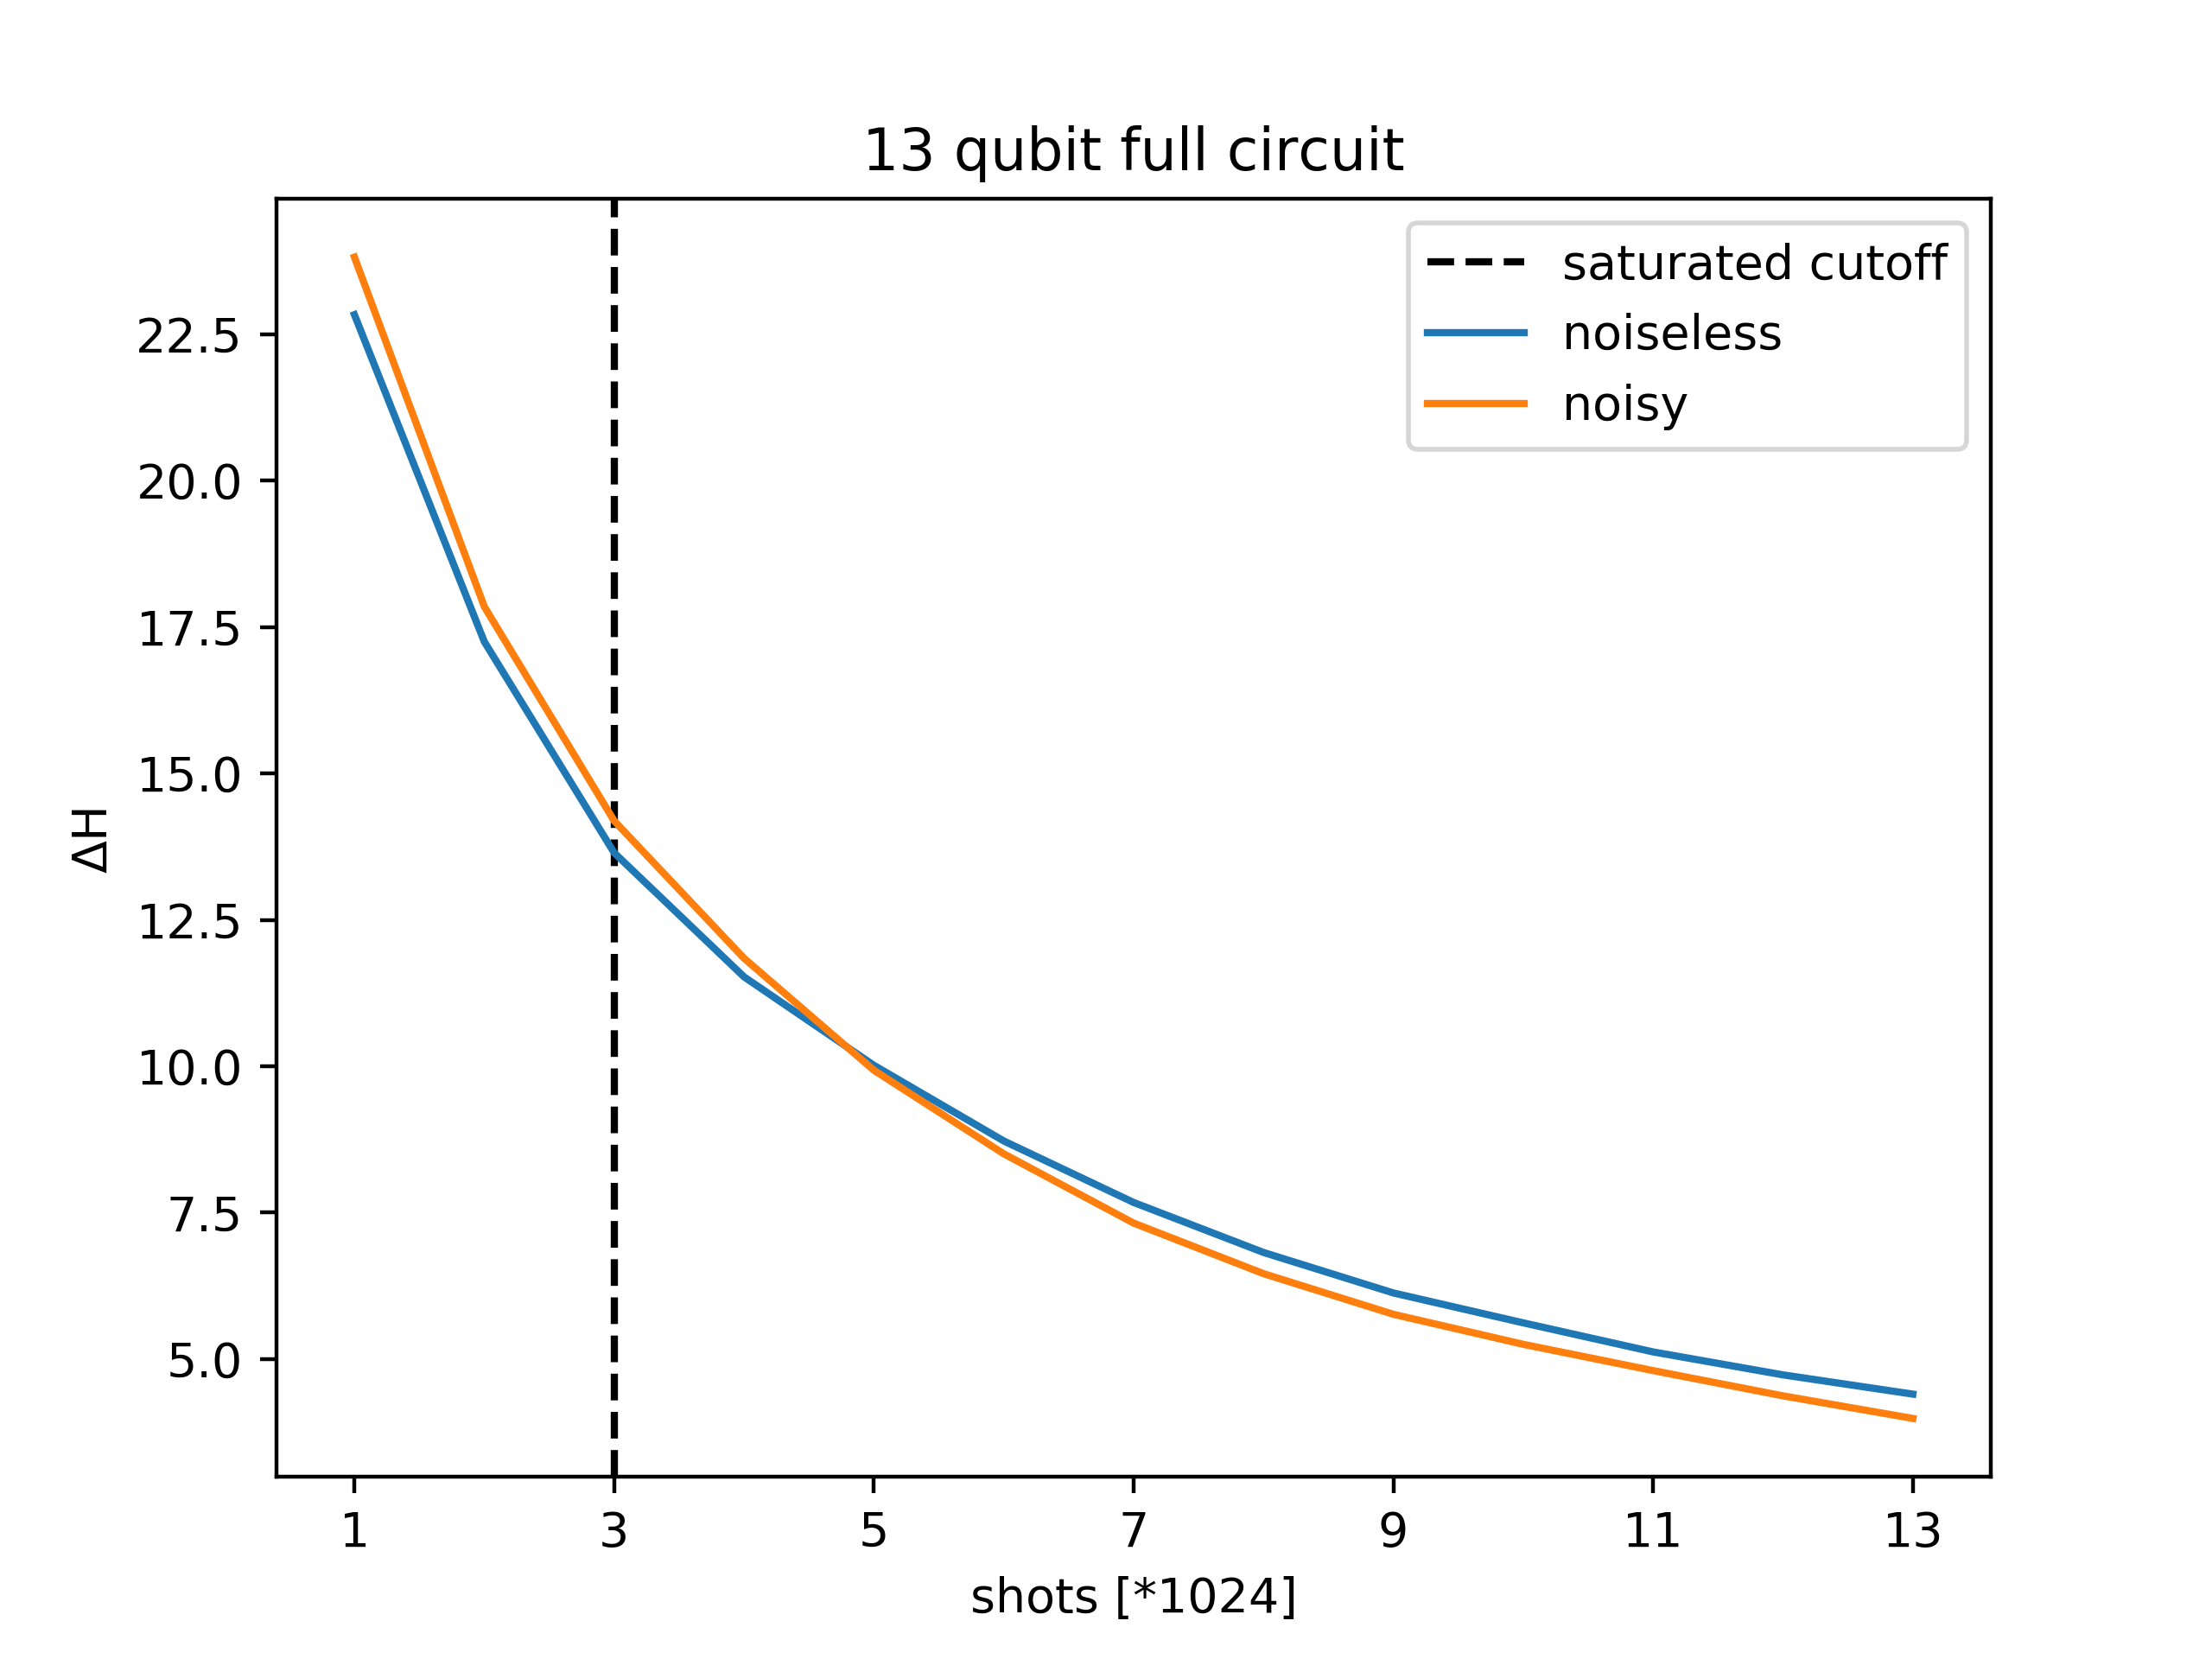 13 qubit full circuit
saturated cutoff
noiseless
noisy
22.5
20.0
17.5
15.0
12.5
10.0
7.5
5.0
ΔH
1 3 5 7 9 11 13
shots [*1024]